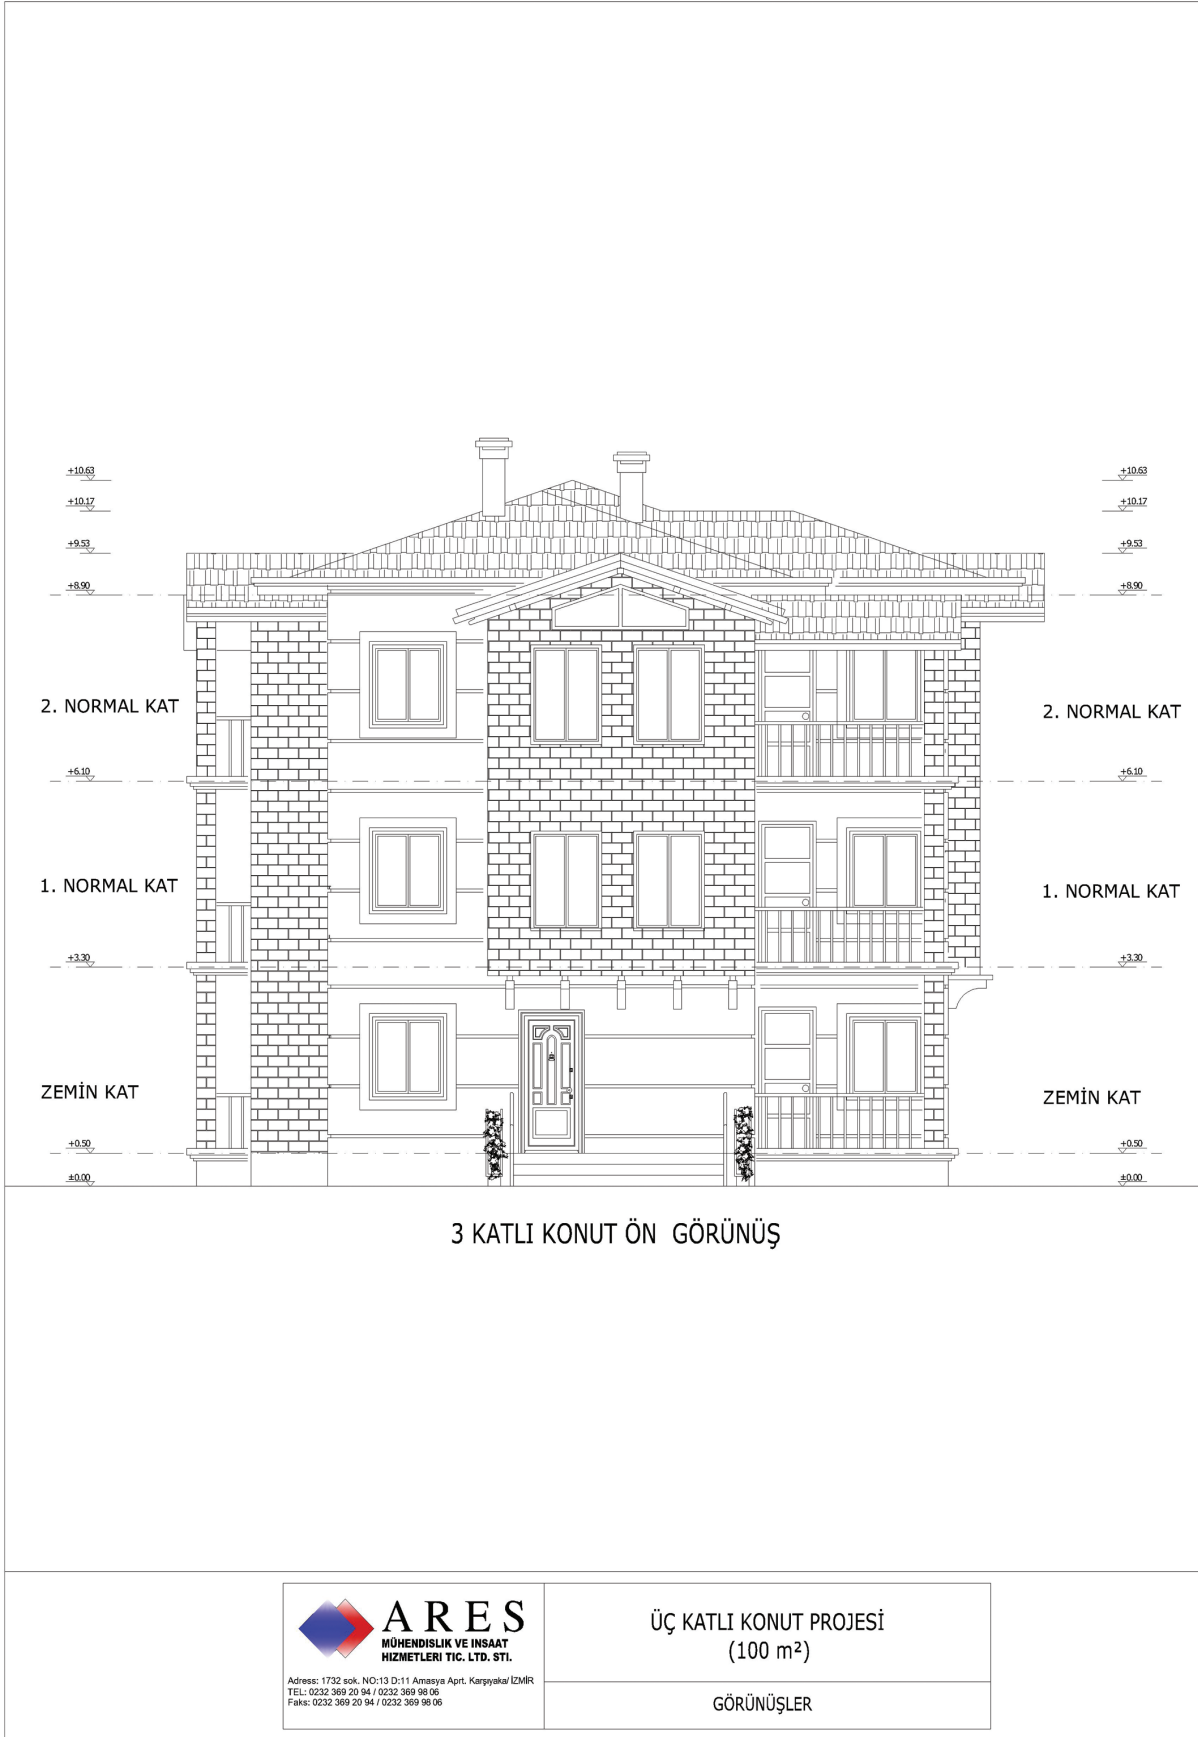 +10.63 +10.63
+10.17 +10.17
+9.53 +9.53
+8.90 +8.90
2. NORMAL KAT 2. NORMAL KAT
+6.10 +6.10
1. NORMAL KAT 1. NORMAL KAT
+3.30 +3.30
ZEMİN KAT ZEMİN KAT
+0.50 +0.50
±0.00 ±0.00
3 KATLI KONUT ÖN GÖRÜNÜŞ
ARES
MÜHENDISLIK VE INSAAT
HIZMETLERI TIC. LTD. STI.
Adress: 1732 sok. NO:13 D:11 Amasya Aprt. Karşıyaka/ İZMİR
TEL: 0232 369 20 94 / 0232 369 98 06
Faks: 0232 369 20 94 / 0232 369 98 06
ÜÇ KATLI KONUT PROJESİ
(100 m²)
GÖRÜNÜŞLER